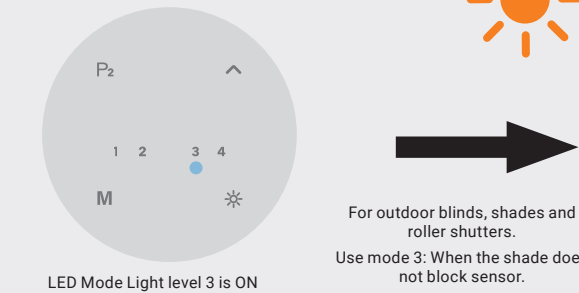 P2
1 2 3 4
M
LED Mode Light level 3 is ON
For outdoor blinds, shades and
roller shutters.
Use mode 3: When the shade doe
not block sensor.